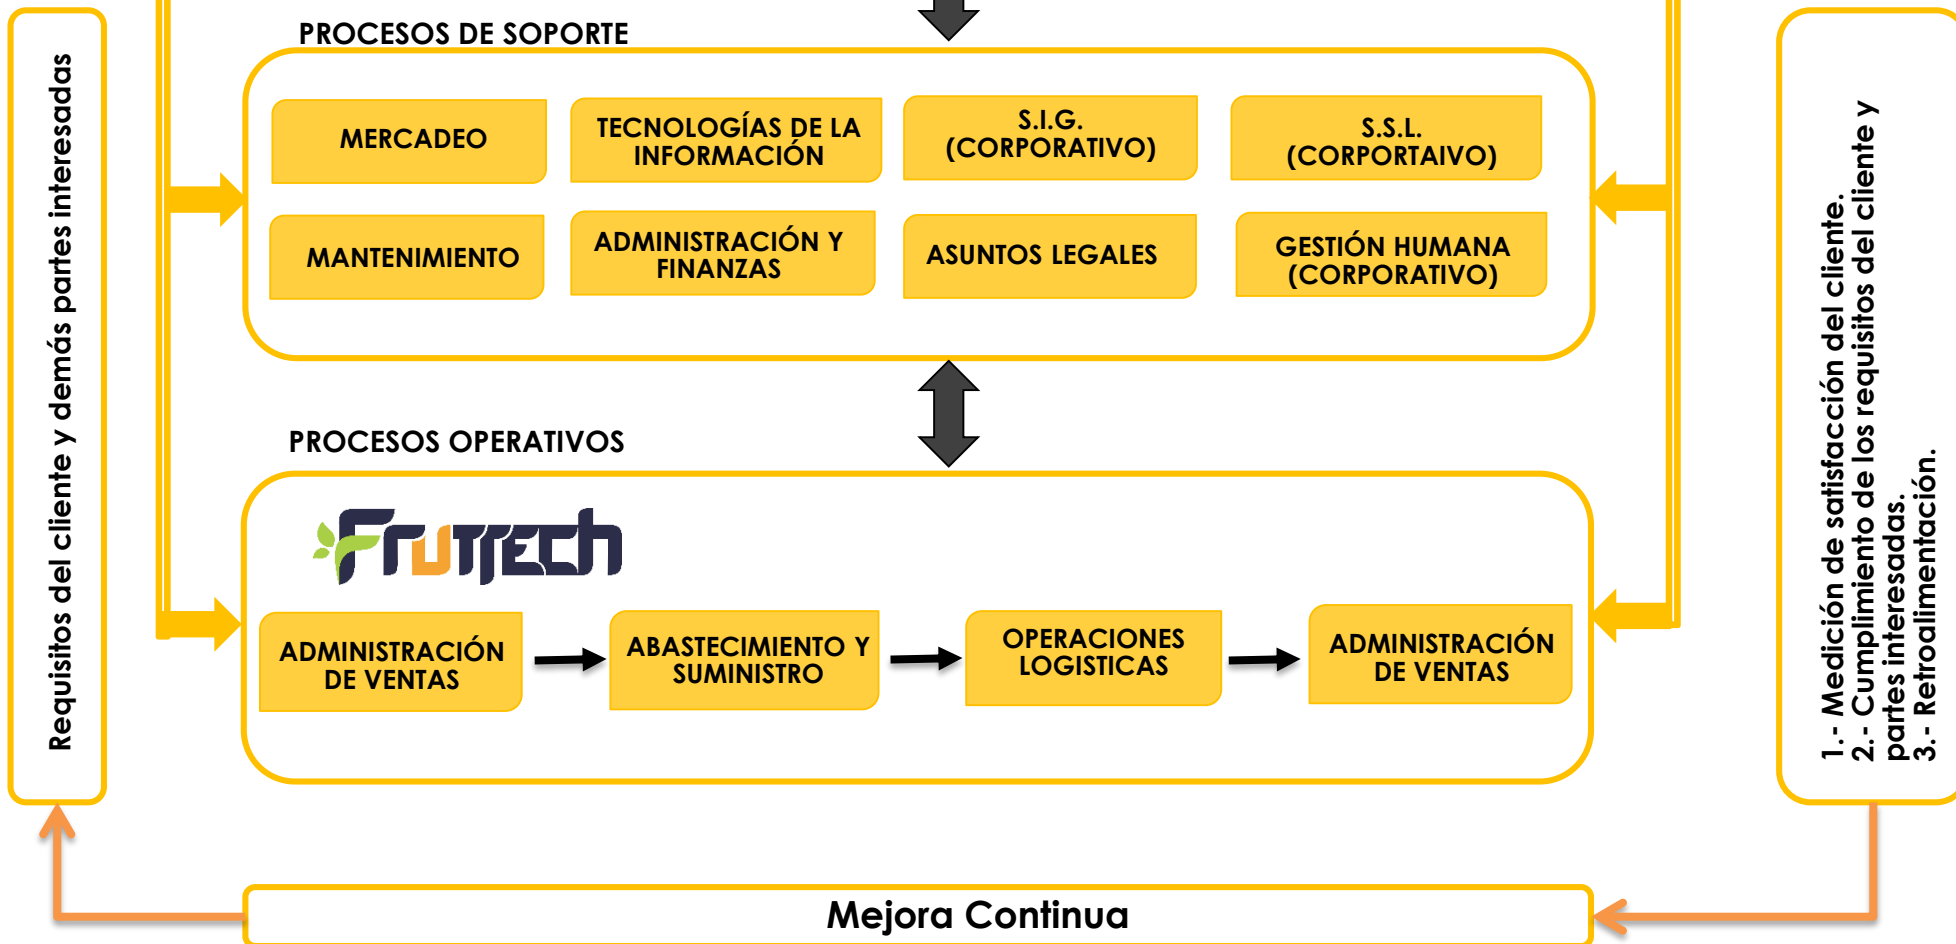 Requisitos del cliente y demás partes interesadas
PROCESOS DE SOPORTE
MERCADEO
TECNOLOGÍAS DE LA
INFORMACIÓN
S.I.G.
(CORPORATIVO)
S.S.L.
(CORPORTAIVO)
MANTENIMIENTO
ADMINISTRACIÓN Y
FINANZAS
ASUNTOS LEGALES
GESTIÓN HUMANA
(CORPORATIVO)
PROCESOS OPERATIVOS
Fruttech
ADMINISTRACIÓN
DE VENTAS
ABASTECIMIENTO Y
SUMINISTRO
OPERACIONES
LOGISTICAS
ADMINISTRACIÓN
DE VENTAS
1.- Medición de satisfacción del cliente.
2.- Cumplimiento de los requisitos del cliente y
partes interesadas.
3.- Retroalimentación.
Mejora Continua